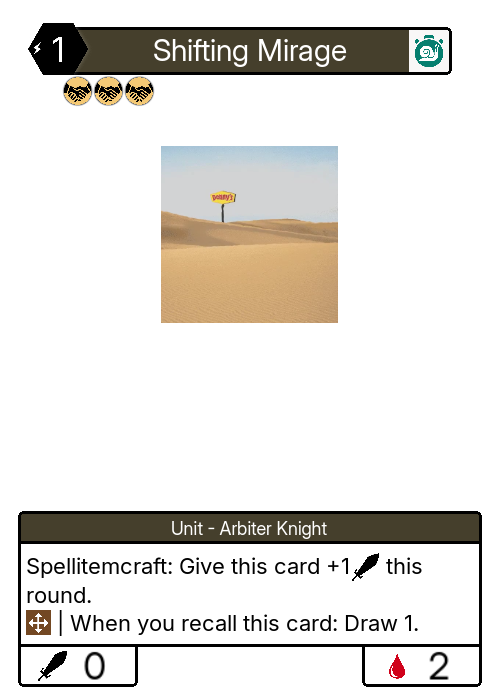 1
Shifting Mirage
Denny's
Unit - Arbiter Knight
Spellitemcraft: Give this card +1 this
round.
| When you recall this card: Draw 1.
0
2